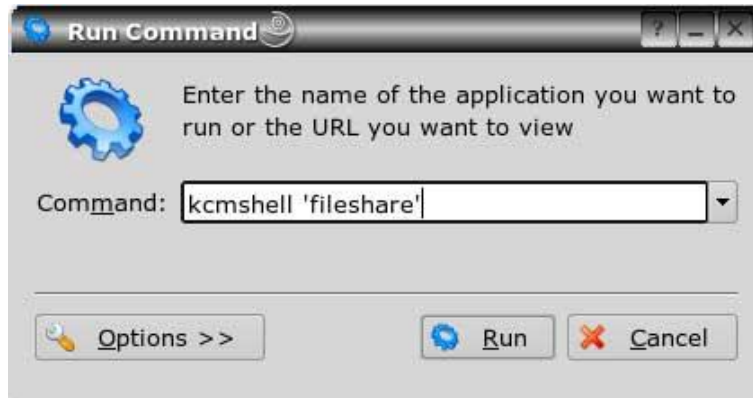 Run Command
Enter the name of the application you want to
run or the URL you want to view
Command: kcmshell 'fileshare'
Options >> Run Cancel